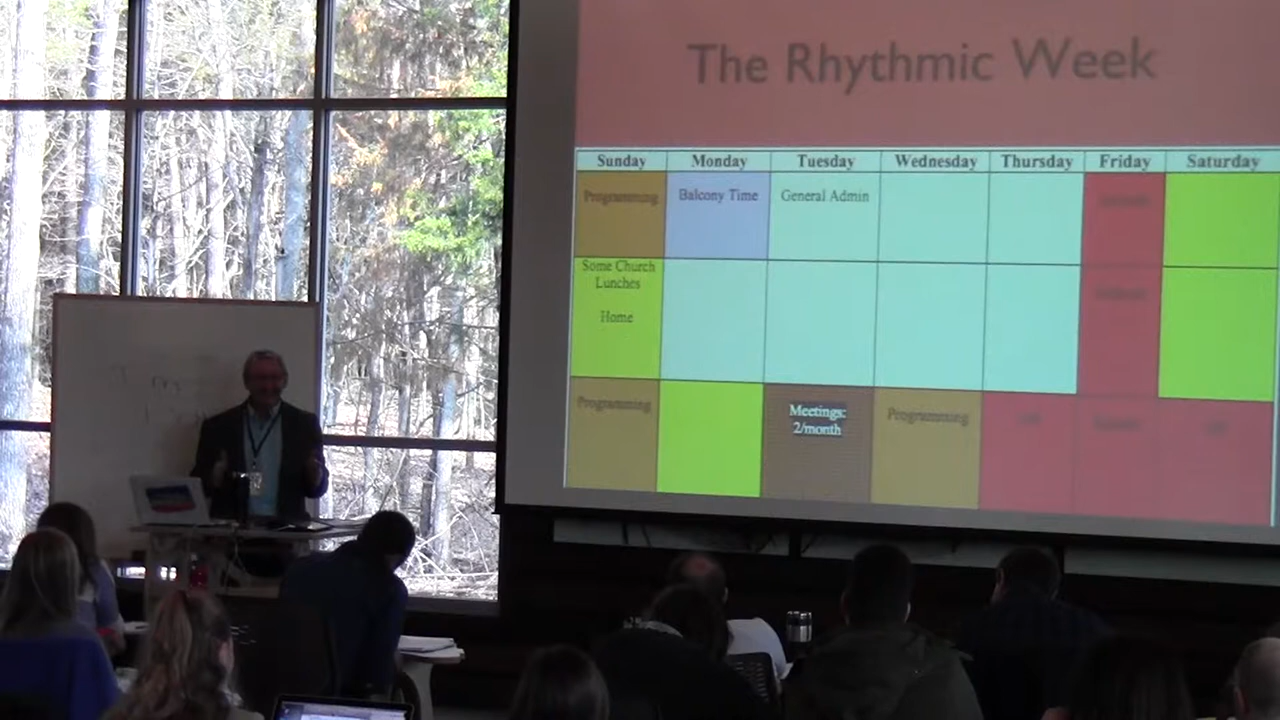 The Rhythmic Week
Sunday Monday Tuesday Wednesday Thursday Friday Saturday
Programming Balcony Time General Admin
Some Church
Lunches
Home
Programming Meetings: Programming
2/month